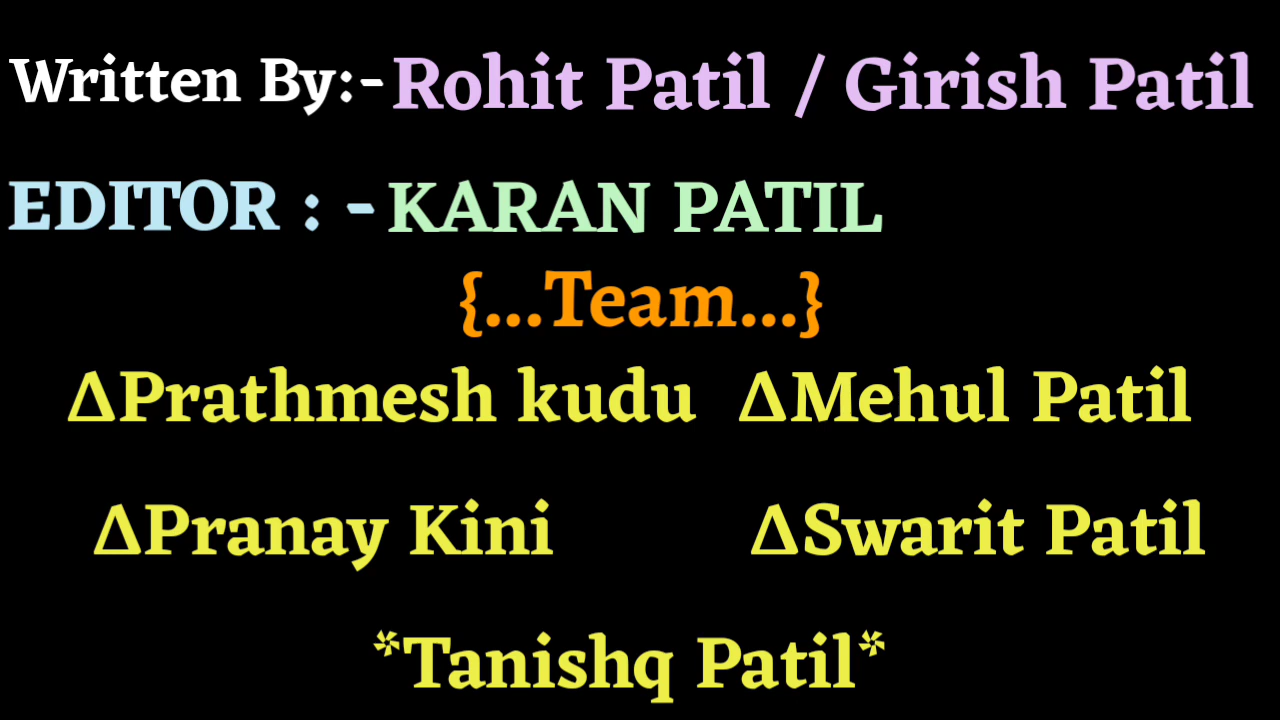 Written By:-Rohit Patil / Girish Patil
EDITOR : -KARAN PATIL
{...Team...}
∆Prathmesh kudu ∆Mehul Patil
∆Pranay Kini ∆Swarit Patil
*Tanishq Patil*